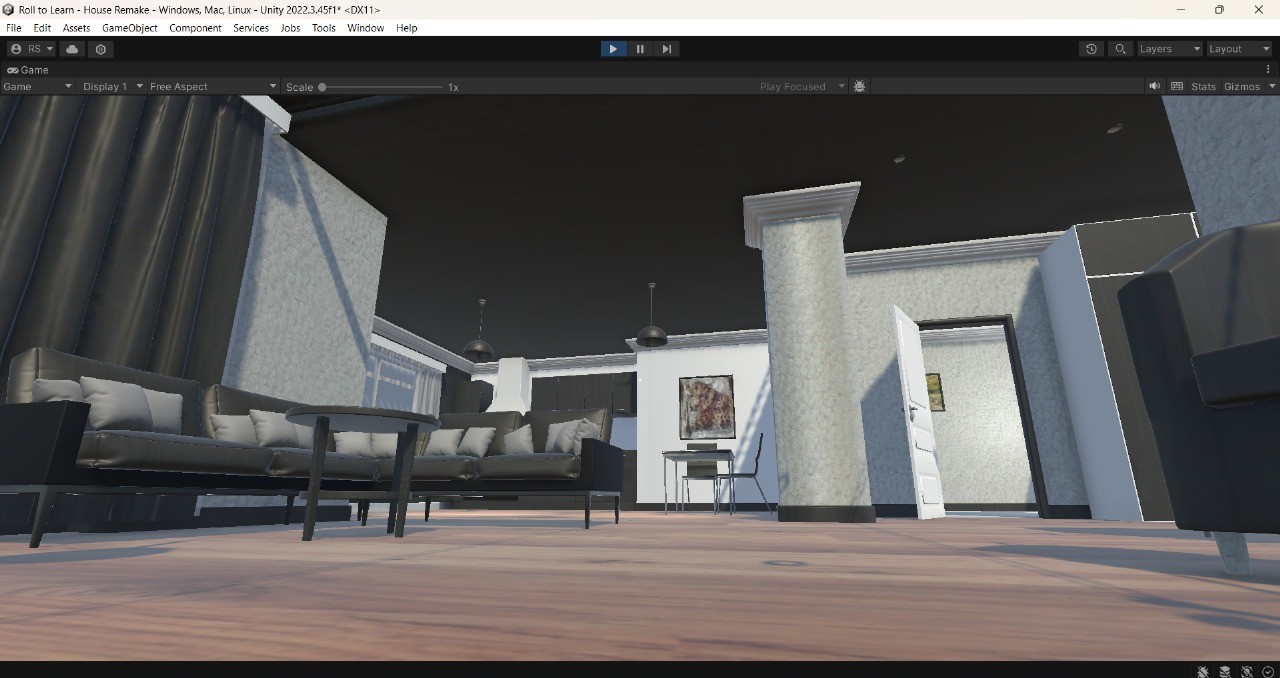 Roll to Learn - House Remake - Windows, Mac, Linux - Unity 2022.3.45f1* <DX11>
File Edit Assets GameObject Component Services Jobs Tools Window Help
RS Layers Layout
Game
Game Display 1 Free Aspect Scale 1x Play Focused Stats Gizmos